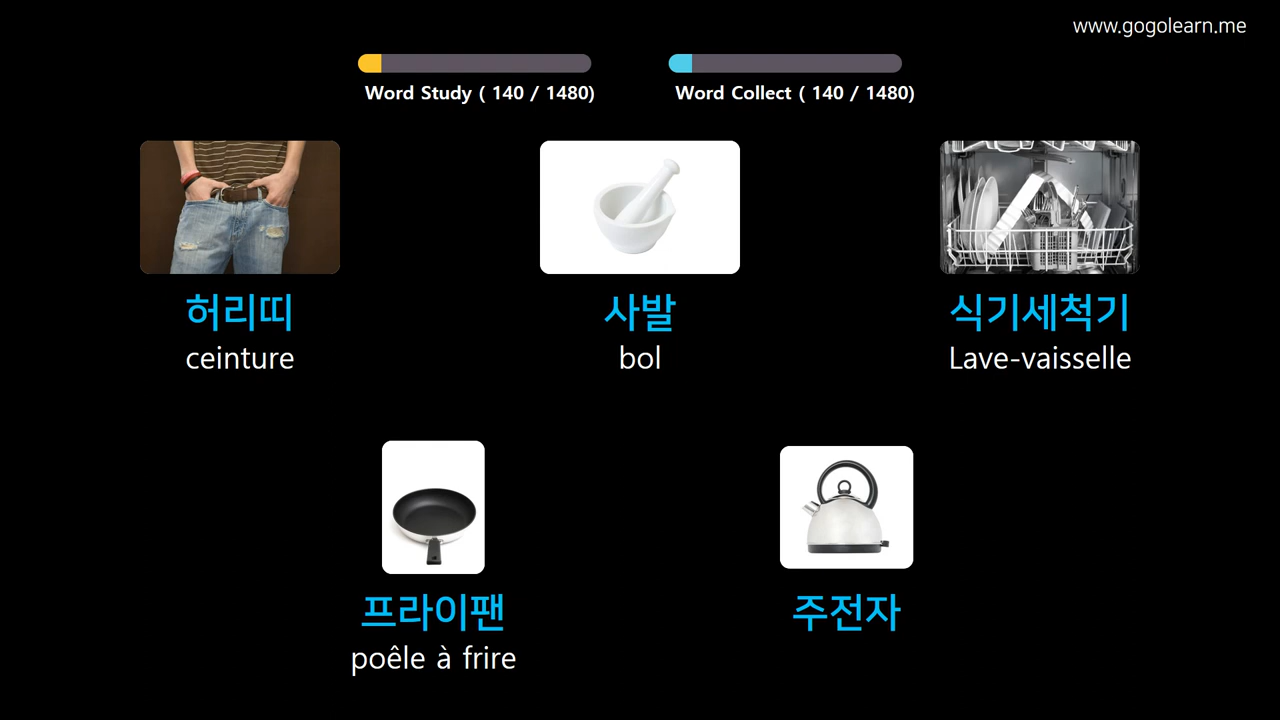 www.gogolearn.me
Word Study ( 140 / 1480)
Word Collect ( 140 / 1480)
허리띠
ceinture
사발
bol
식기세척기
Lave-vaisselle
프라이팬
poêle à frire
주전자